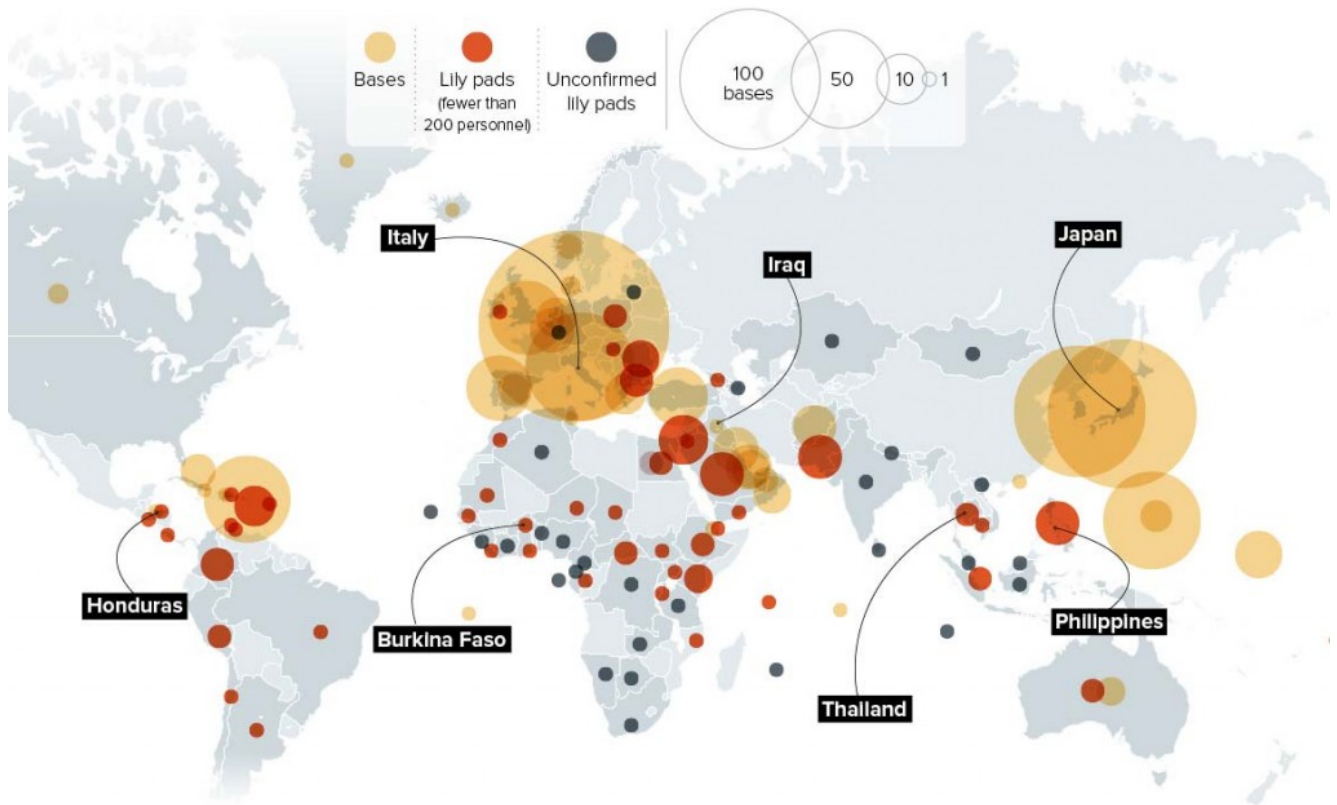 Bases
Lily pads
(fewer than
200 personnel)
Unconfirmed
lily pads
100
bases
50
10
1
Italy
Iraq
Japan
Honduras
Burkina Faso
Thailand
Philippines